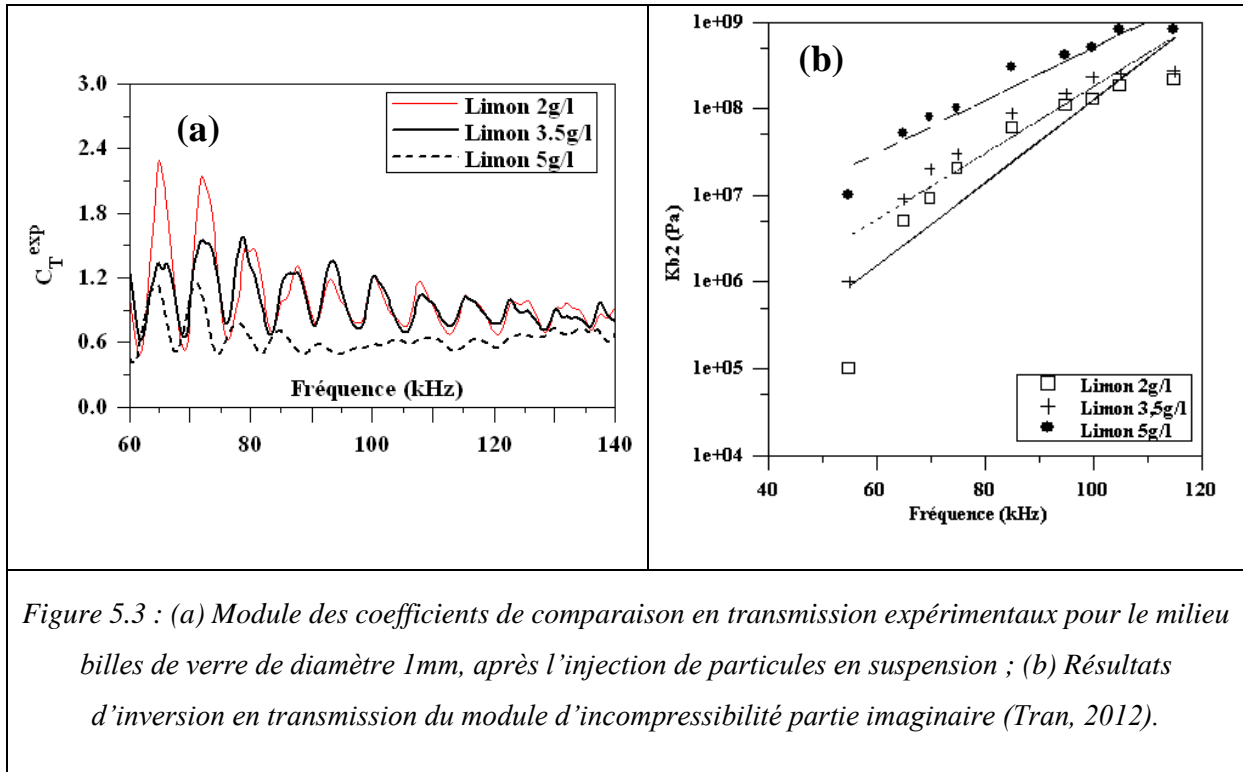 (a)
3.0
2.4
1.8
1.2
0.6
0.0
C_T^exp
Limon 2g/l
Limon 3.5g/l
Limon 5g/l
Fréquence (kHz)
60 80 100 120 140
(b)
1e+09
1e+08
1e+07
1e+06
1e+05
1e+04
Kb2 (Pa)
Limon 2g/l
Limon 3,5g/l
Limon 5g/l
40 60 80 100 120
Fréquence (kHz)
Figure 5.3 : (a) Module des coefficients de comparaison en transmission expérimentaux pour le milieu
billes de verre de diamètre 1mm, après l’injection de particules en suspension ; (b) Résultats
d’inversion en transmission du module d’incompressibilité partie imaginaire (Tran, 2012).